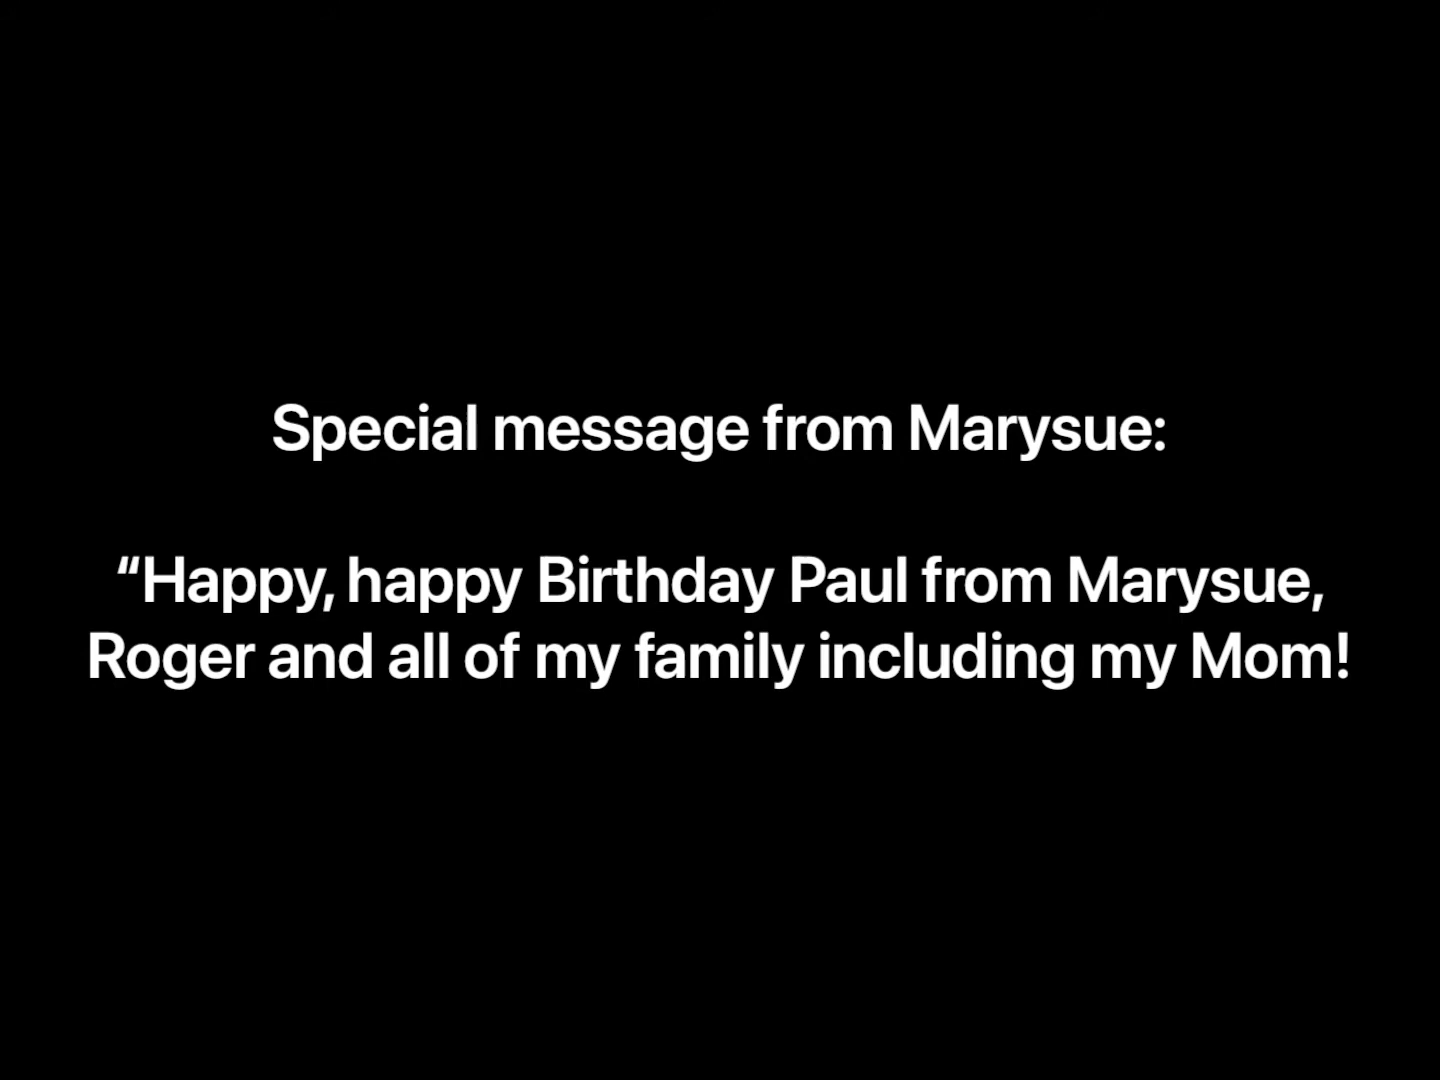 Special message from Marysue:
“Happy, happy Birthday Paul from Marysue,
Roger and all of my family including my Mom!